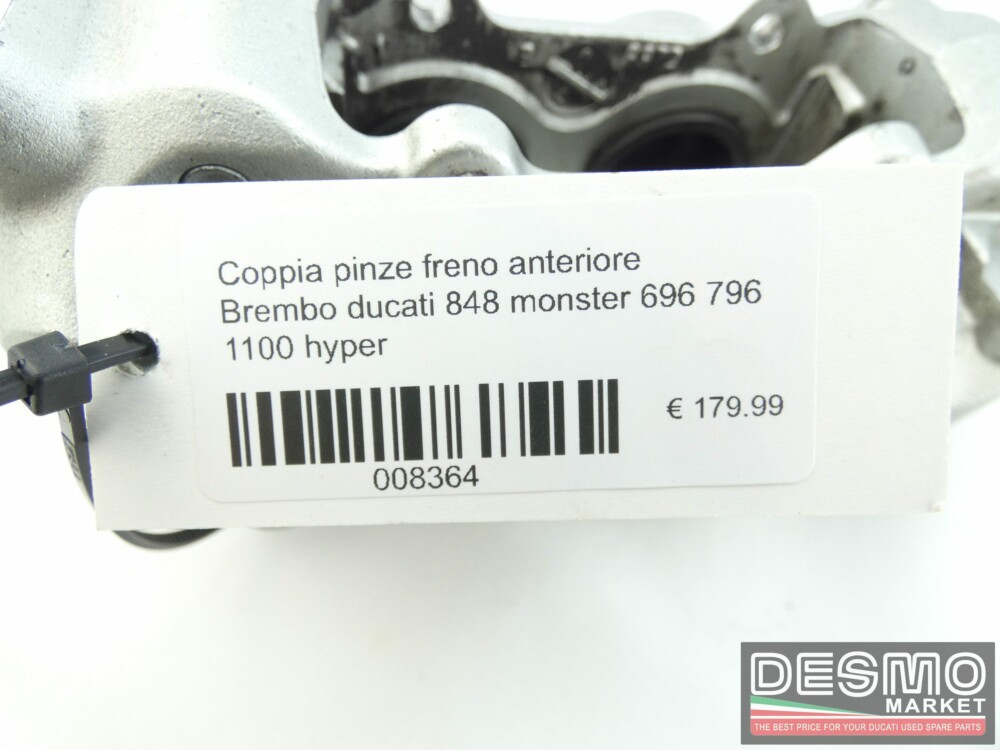 FF2
Coppia pinze freno anteriore
Brembo ducati 848 monster 696 796
1100 hyper
€ 179.99
008364
DESMO
MARKET
THE BEST PRICE FOR YOUR DUCATI USED SPARE PARTS